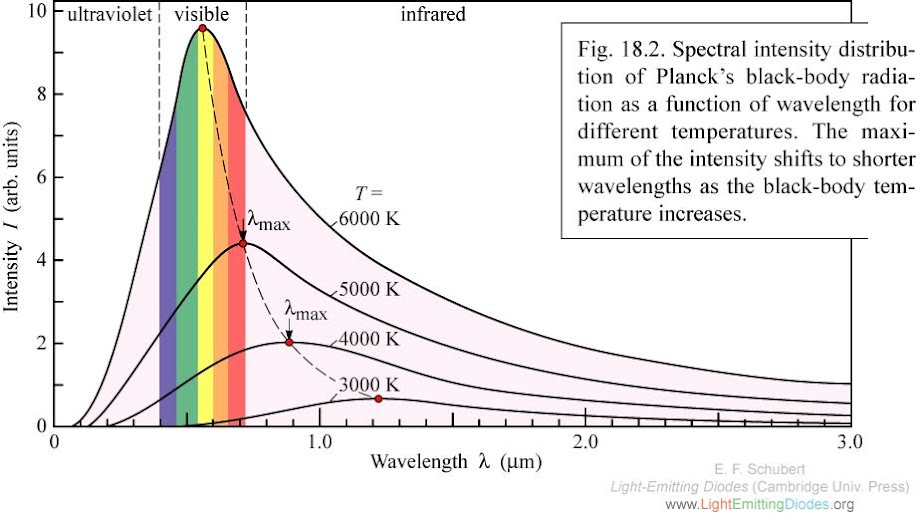 ultraviolet visible infrared
10
8
6
4
2
0
Intensity I (arb. units)
Fig. 18.2. Spectral intensity distribu-
tion of Planck's black-body radia-
tion as a function of wavelength for
different temperatures. The maxi-
mum of the intensity shifts to shorter
wavelengths as the black-body tem-
perature increases.
T =
6000 K
λmax
5000 K
λmax
4000 K
3000 K
0 1.0 2.0 3.0
Wavelength λ (μm)
E. F. Schubert
Light-Emitting Diodes (Cambridge Univ. Press)
www.LightEmittingDiodes.org